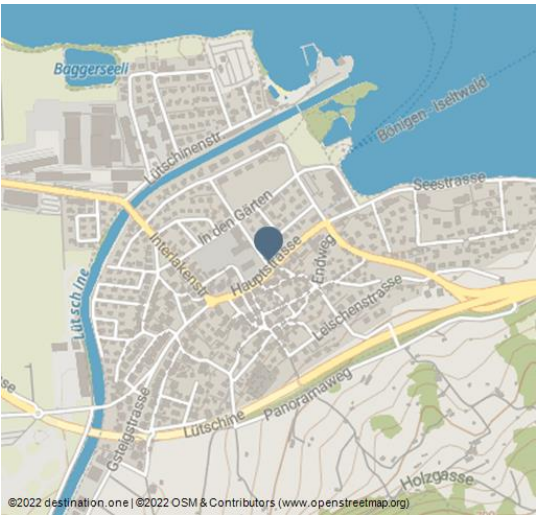 Baggerseeli
Bönigen - Iseltwald
Lütschinenstr.
Seestrasse
In den Gärten
Interlakenstr.
Hauptstrasse
Endweg
Lütschine
Leischenstrasse
sse
Gsteigstrasse
Lütschine
Panoramaweg
Holzgasse
©2022 destination.one | ©2022 OSM & Contributors (www.openstreetmap.org)